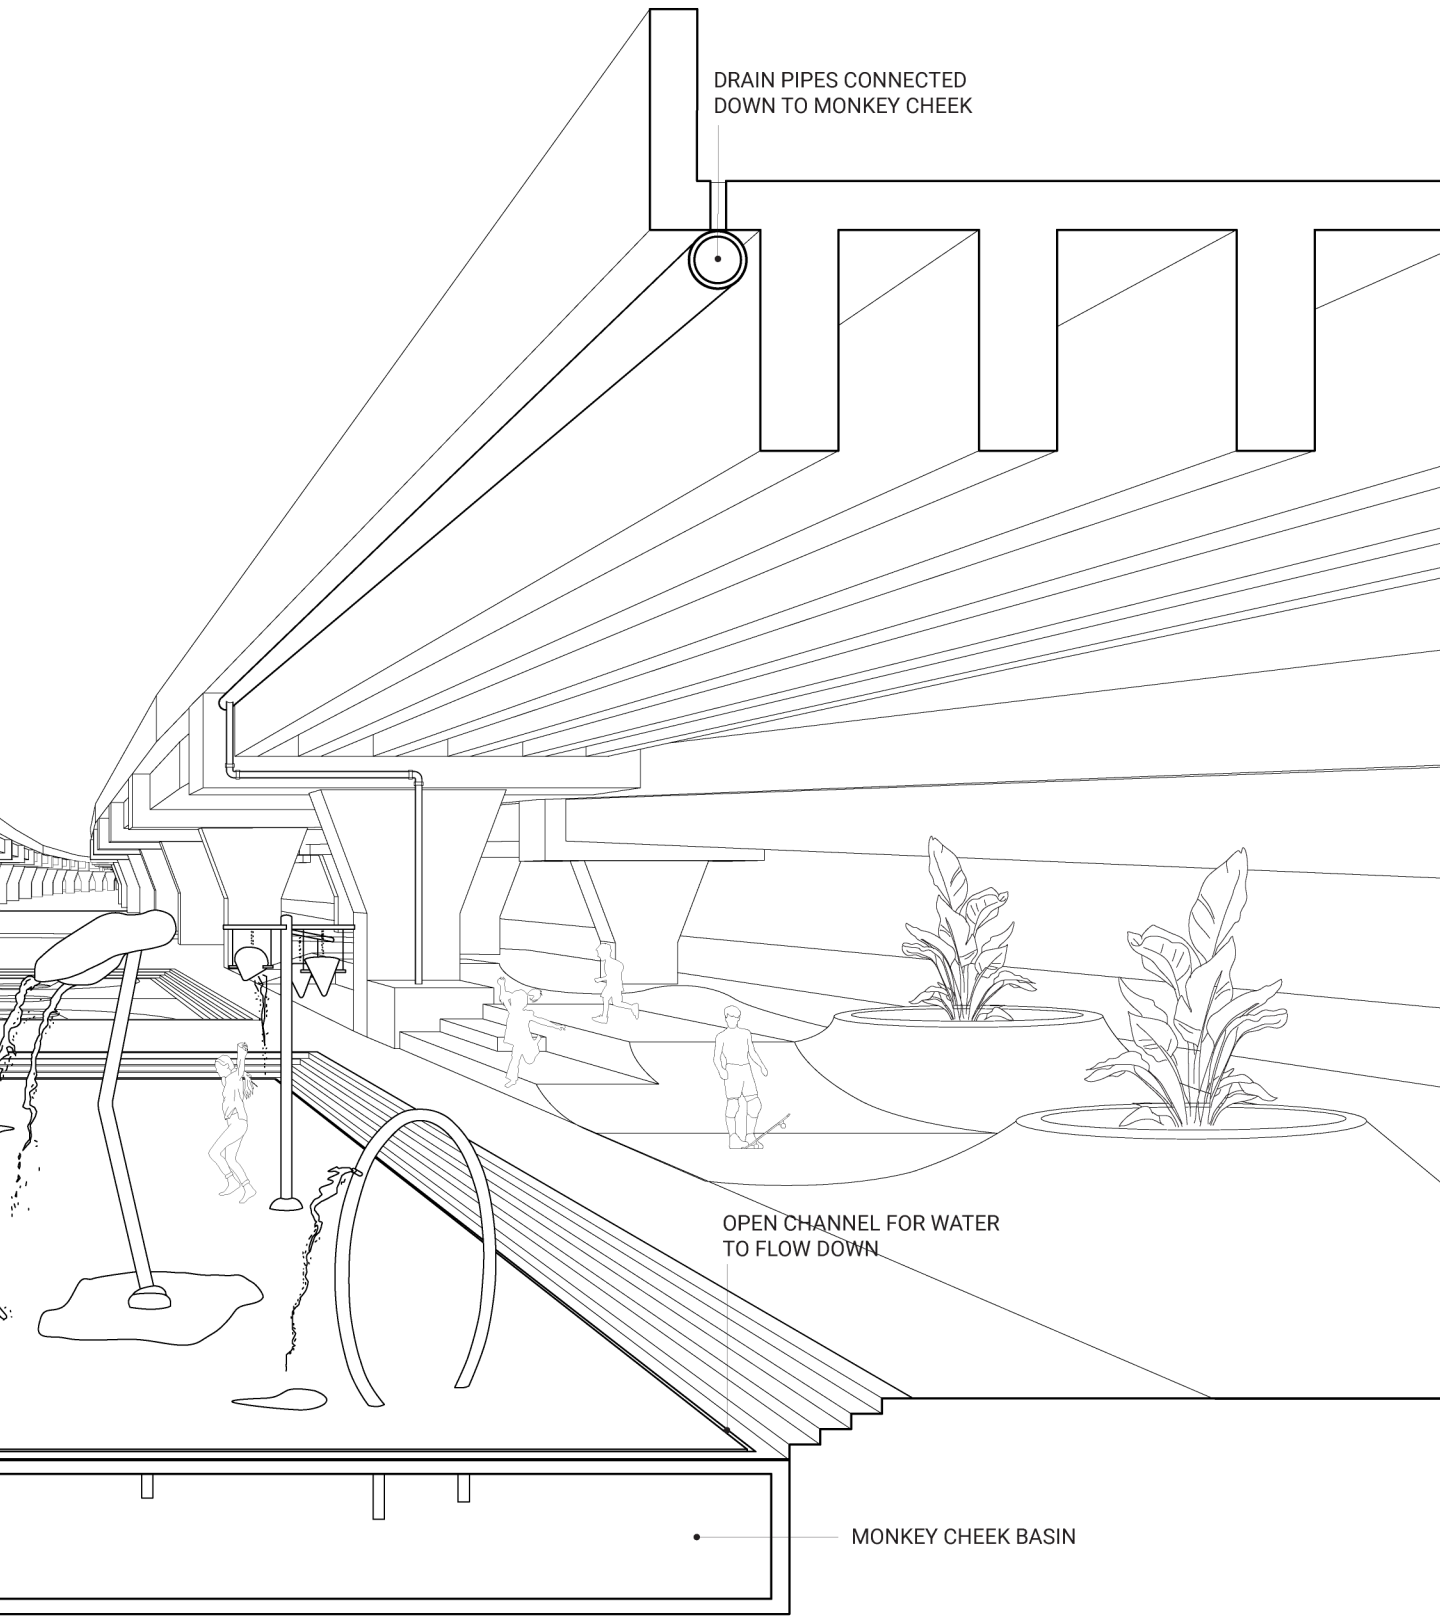 DRAIN PIPES CONNECTED
DOWN TO MONKEY CHEEK
OPEN CHANNEL FOR WATER
TO FLOW DOWN
MONKEY CHEEK BASIN